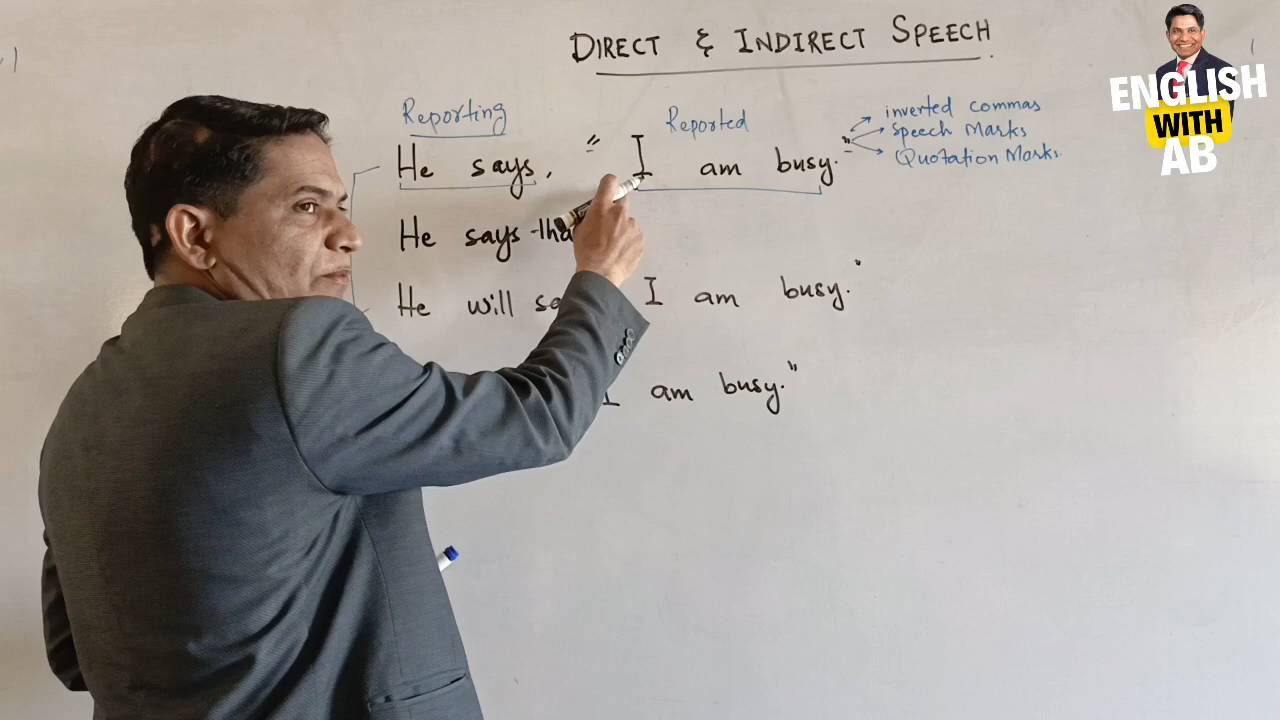 DIRECT & INDIRECT SPEECH.
ENGLISH
WITH
AB
Reporting
Reported
inverted commas
Speech Marks
Quotation Marks
He says, " I am busy."
He says
He will I am busy."
I am busy."